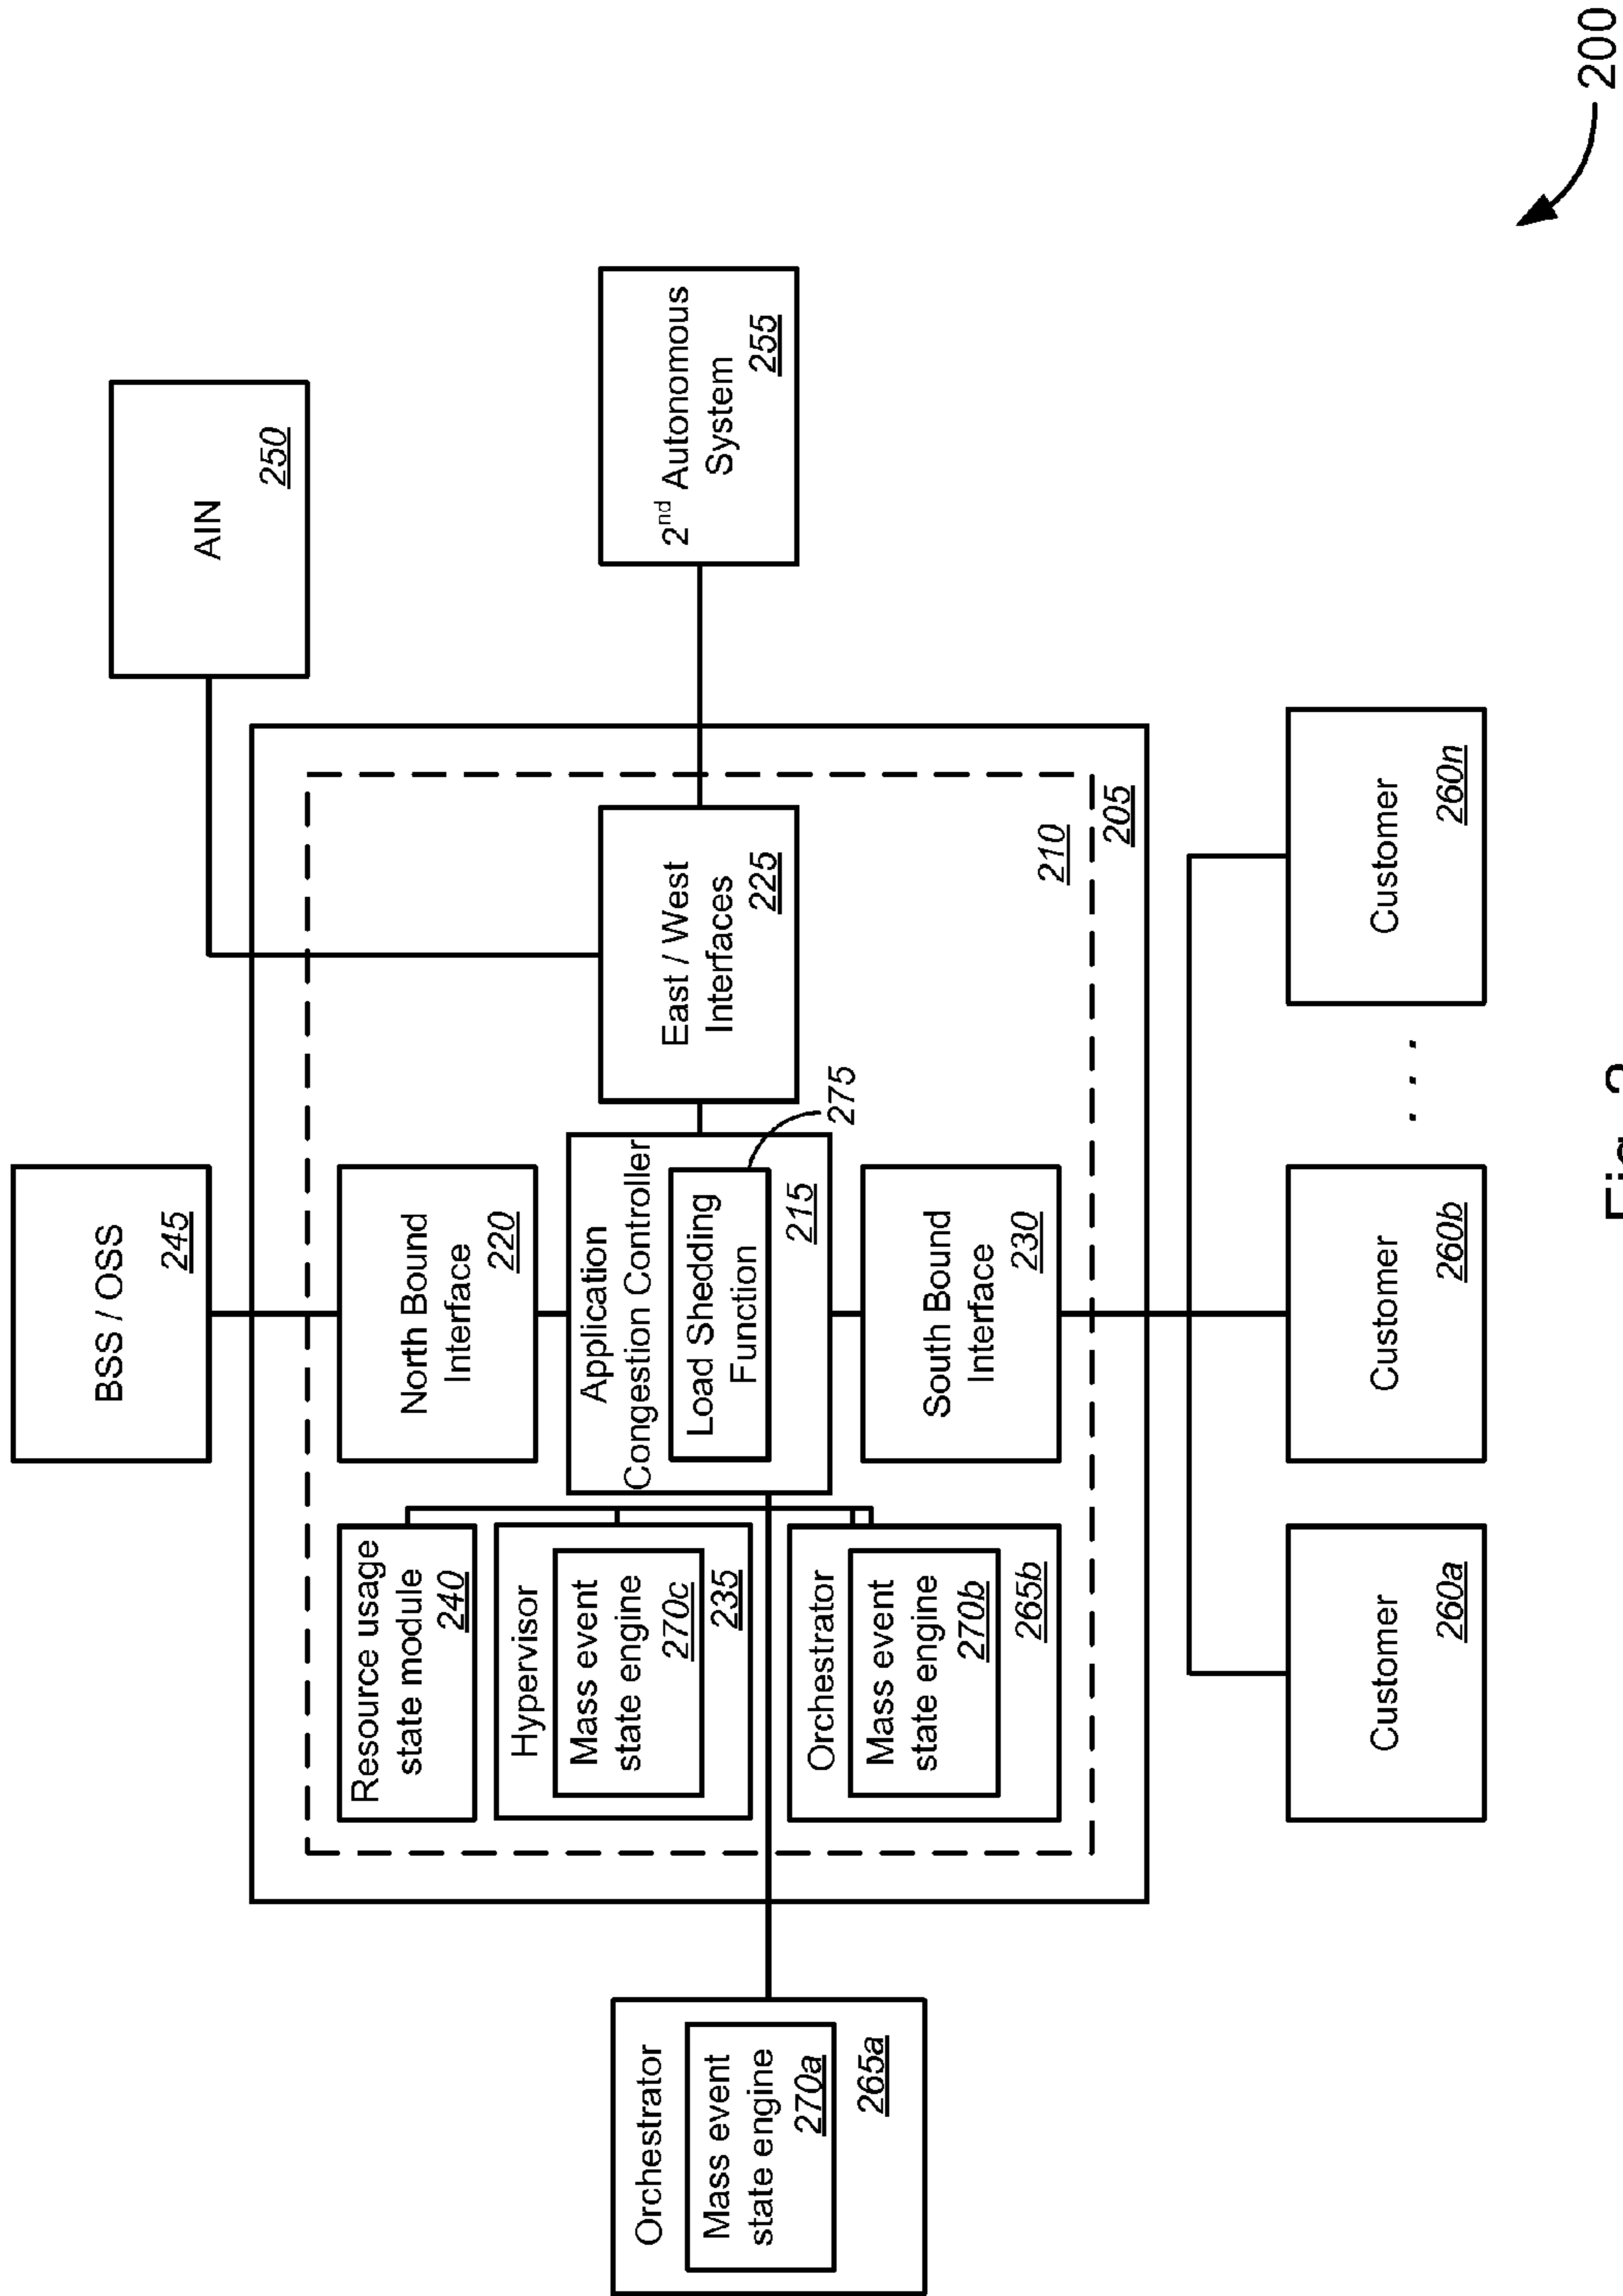 BSS / OSS
245
AIN
250
Resource usage
state module
240
North Bound
Interface
220
Hypervisor
Mass event
state engine
270c
235
Application
Congestion Controller
Load Shedding
Function
215
275
East / West
Interfaces
225
2nd Autonomous
System
255
Orchestrator
Mass event
state engine
270a
265a
Orchestrator
Mass event
state engine
270b
265b
South Bound
Interface
230
210
205
Customer
260a
Customer
260b
. . .
Customer
260n
200